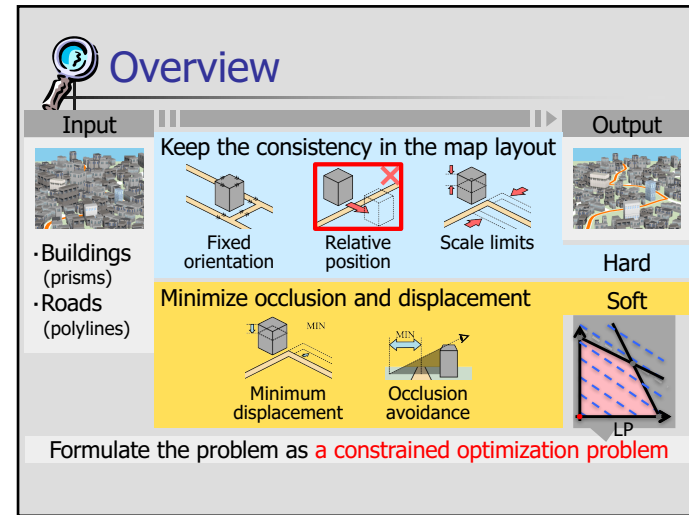 Overview
Input
Output
Keep the consistency in the map layout
Fixed
orientation
Relative
position
Scale limits
·Buildings
(prisms)
·Roads
(polylines)
Hard
Minimize occlusion and displacement
Soft
MIN
MIN
Minimum
displacement
Occlusion
avoidance
LP
Formulate the problem as a constrained optimization problem